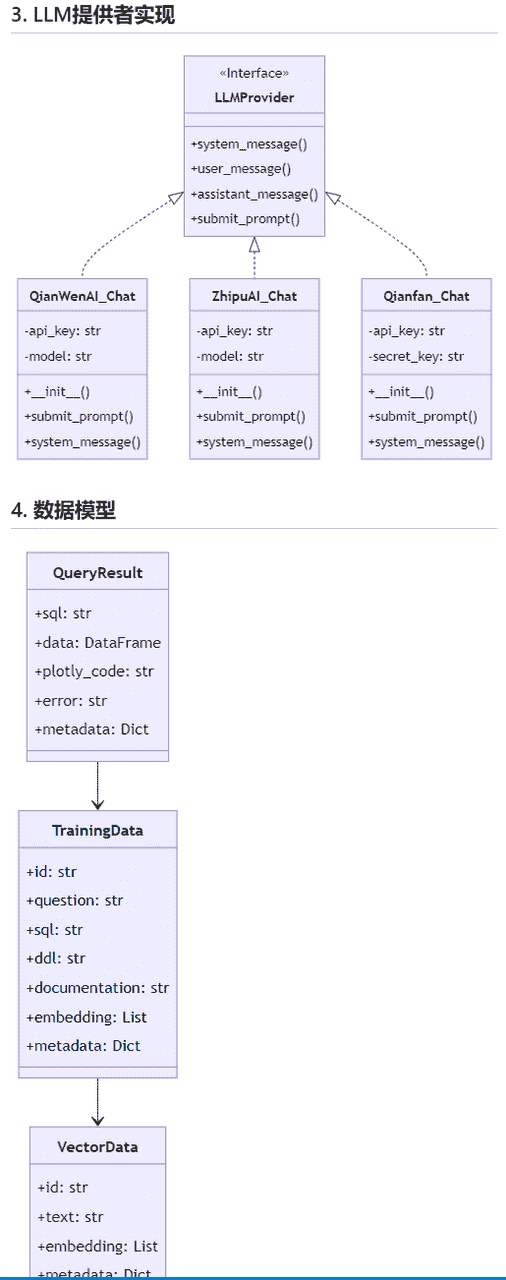 3. LLM提供者实现
«Interface»
LLMProvider
+system_message()
+user_message()
+assistant_message()
+submit_prompt()
QianWenAI_Chat
-api_key: str
-model: str
+__init__()
+submit_prompt()
+system_message()
ZhipuAI_Chat
-api_key: str
-model: str
+__init__()
+submit_prompt()
+system_message()
Qianfan_Chat
-api_key: str
-secret_key: str
+__init__()
+submit_prompt()
+system_message()
4. 数据模型
QueryResult
+sql: str
+data: DataFrame
+plotly_code: str
+error: str
+metadata: Dict
TrainingData
+id: str
+question: str
+sql: str
+ddl: str
+documentation: str
+embedding: List
+metadata: Dict
VectorData
+id: str
+text: str
+embedding: List
+metadata: Dict